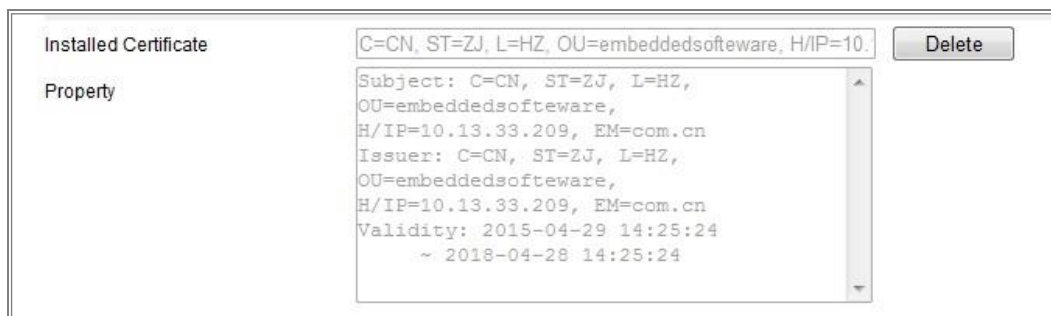 Installed Certificate C=CN, ST=ZJ, L=HZ, OU=embeddedsofteware, H/IP=10. Delete
Property
Subject: C=CN, ST=ZJ, L=HZ,
OU=embeddedsofteware,
H/IP=10.13.33.209, EM=com.cn
Issuer: C=CN, ST=ZJ, L=HZ,
OU=embeddedsofteware,
H/IP=10.13.33.209, EM=com.cn
Validity: 2015-04-29 14:25:24
~ 2018-04-28 14:25:24